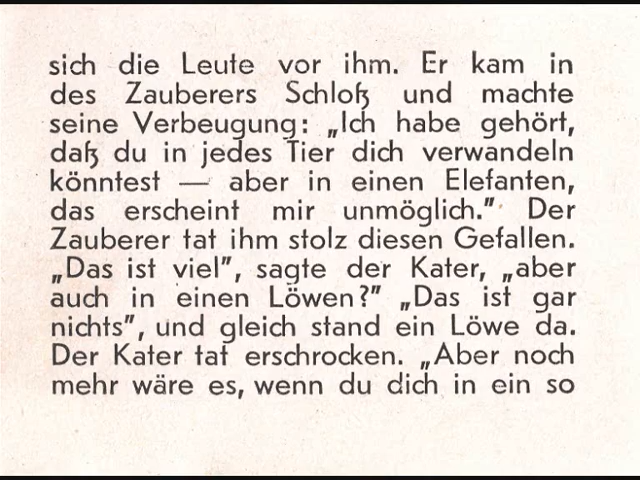 sich die Leute vor ihm. Er kam in
des Zauberers Schloß und machte
seine Verbeugung: „Ich habe gehört,
daß du in jedes Tier dich verwandeln
könntest — aber in einen Elefanten,
das erscheint mir unmöglich.” Der
Zauberer tat ihm stolz diesen Gefallen.
„Das ist viel”, sagte der Kater, „aber
auch in einen Löwen?” „Das ist gar
nichts”, und gleich stand ein Löwe da.
Der Kater tat erschrocken. „Aber noch
mehr wäre es, wenn du dich in ein so